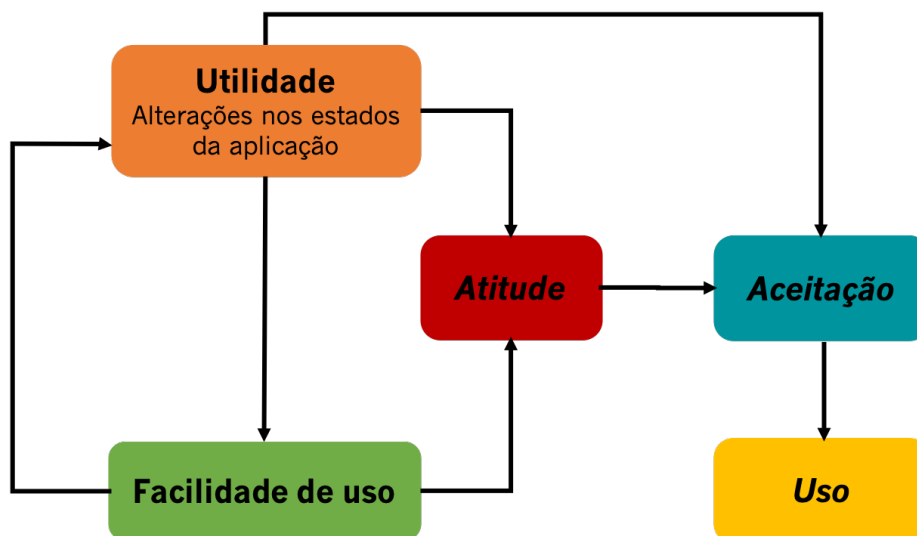 Utilidade
Alterações nos estados
da aplicação
Atitude
Aceitação
Facilidade de uso
Uso